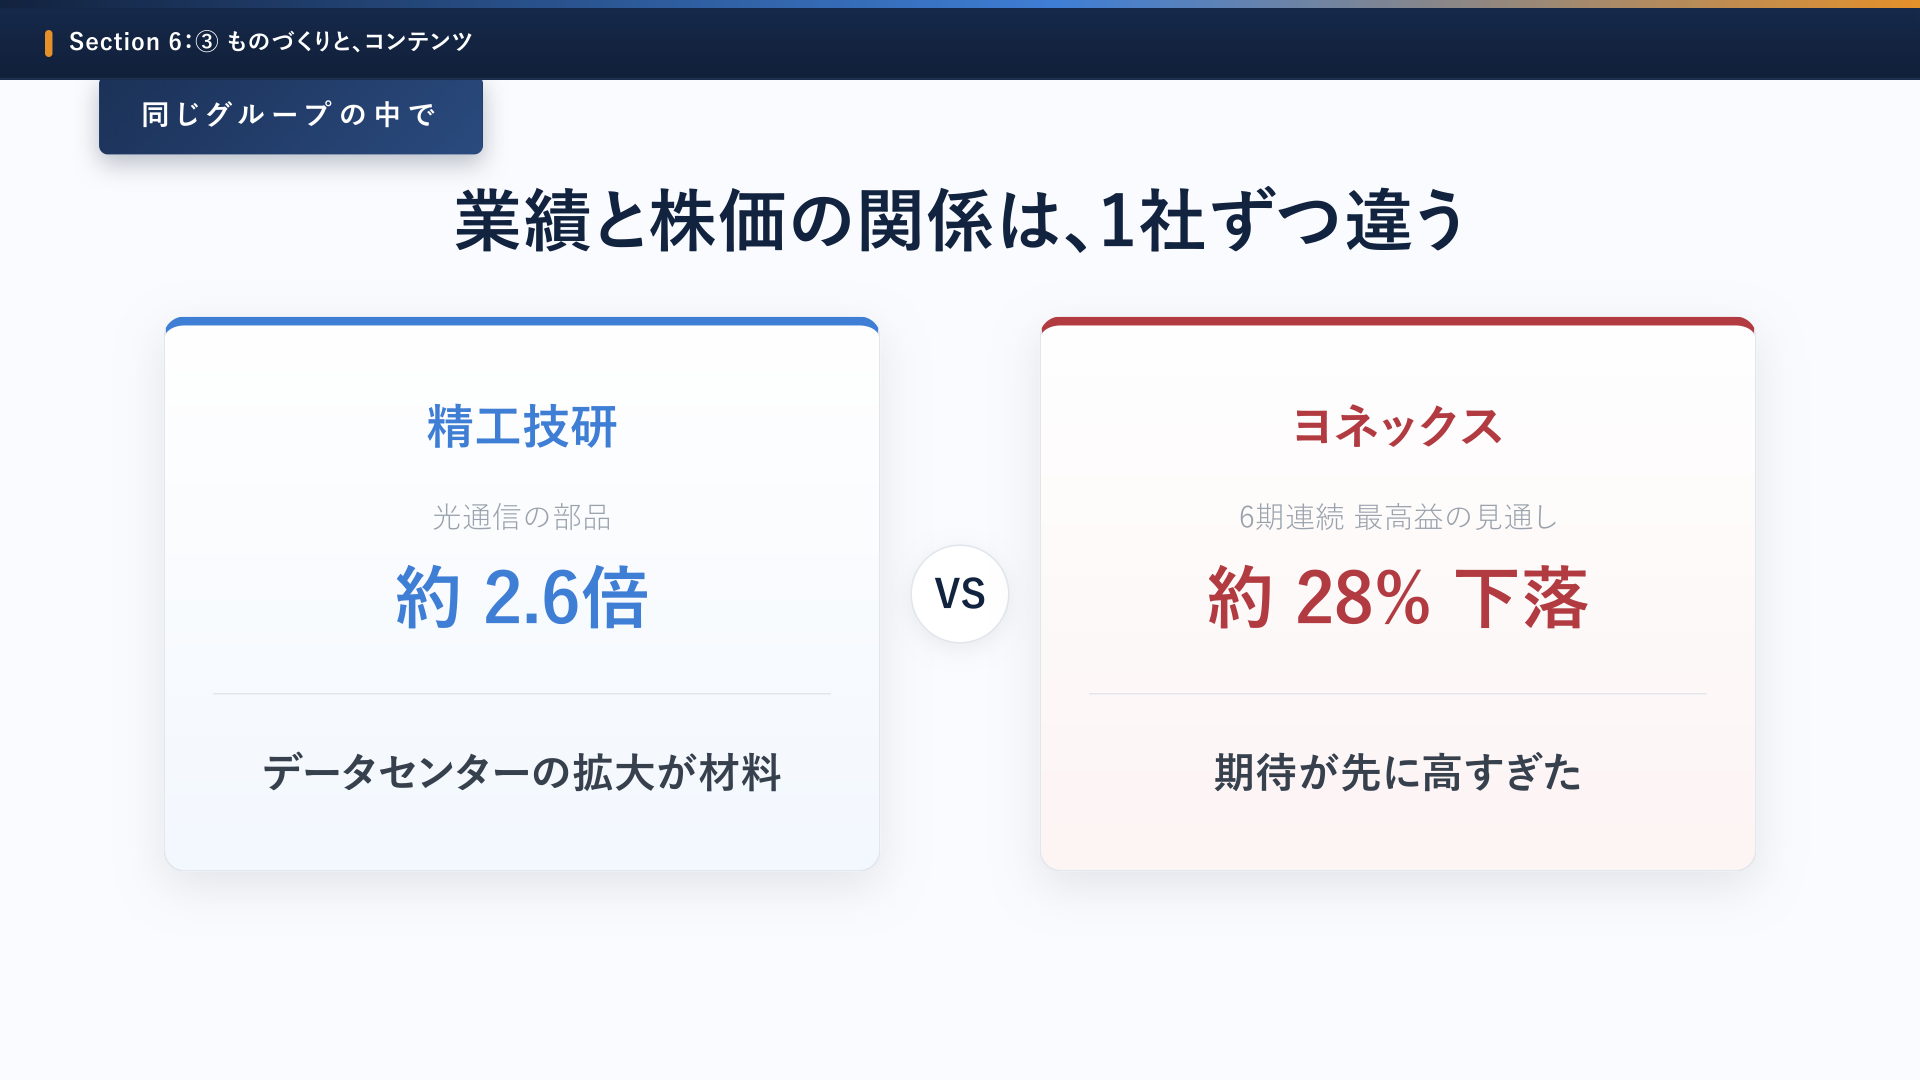 Section 6:③ ものづくりと、コンテンツ
同じグループの中で
業績と株価の関係は、1社ずつ違う
精工技研
光通信の部品
約 2.6倍
データセンターの拡大が材料
VS
ヨネックス
6期連続 最高益の見通し
約 28% 下落
期待が先に高すぎた